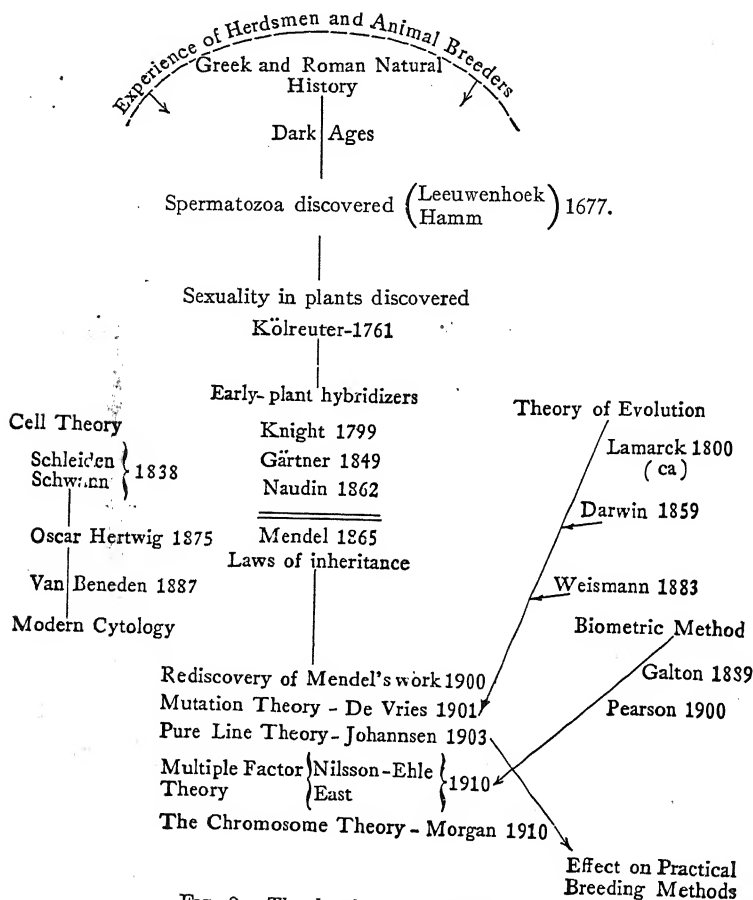 Experience of Herdsmen and Animal Breeders
Greek and Roman Natural
History
Dark Ages
Spermatozoa discovered (Leeuwenhoek
Hamm) 1677.
Sexuality in plants discovered
Kölreuter-1761
Early-plant hybridizers
Knight 1799
Gärtner 1849
Naudin 1862
Mendel 1865
Laws of inheritance
Cell Theory
Schleiden
Schwann } 1838
Oscar Hertwig 1875
Van Beneden 1887
Modern Cytology
Theory of Evolution
Lamarck 1800
(ca)
Darwin 1859
Weismann 1883
Biometric Method
Galton 1889
Pearson 1900
Rediscovery of Mendel's work 1900
Mutation Theory - De Vries 1901
Pure Line Theory - Johannsen 1903
Multiple Factor {Nilsson-Ehle
Theory East} 1910
The Chromosome Theory - Morgan 1910
Effect on Practical
Breeding Methods